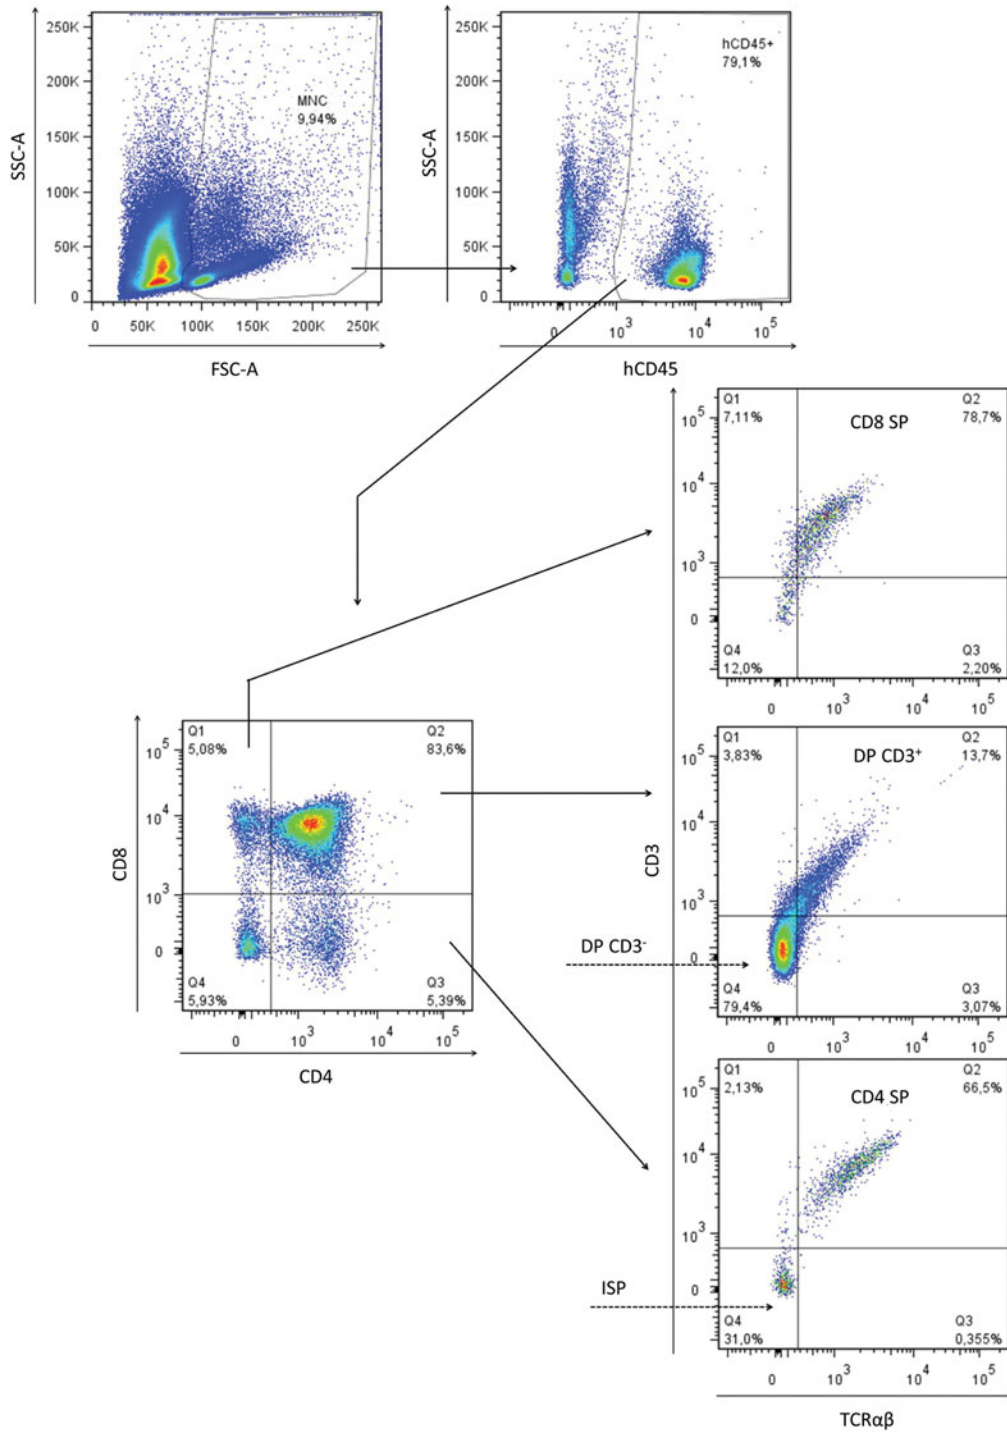 250K
200K
150K
100K
50K
0
SSC-A
MNC
9,94%
0 50K 100K 150K 200K 250K
FSC-A
250K
200K
150K
100K
50K
0
SSC-A
hCD45+
79,1%
0 10³ 10⁴ 10⁵
hCD45
Q1
7,11%
CD8 SP
Q2
78,7%
10⁵
10⁴
10³
0
Q4
12,0%
Q3
2,20%
0 10³ 10⁴ 10⁵
Q1
5,08%
Q2
83,6%
10⁵
10⁴
10³
0
CD8
Q4
5,93%
Q3
5,39%
0 10³ 10⁴ 10⁵
CD4
CD3
Q1
3,83%
DP CD3⁺
Q2
13,7%
10⁵
10⁴
10³
0
DP CD3⁻
Q4
79,4%
Q3
3,07%
0 10³ 10⁴ 10⁵
Q1
2,13%
CD4 SP
Q2
66,5%
10⁵
10⁴
10³
0
ISP
Q4
31,0%
Q3
0,355%
0 10³ 10⁴ 10⁵
TCRαβ